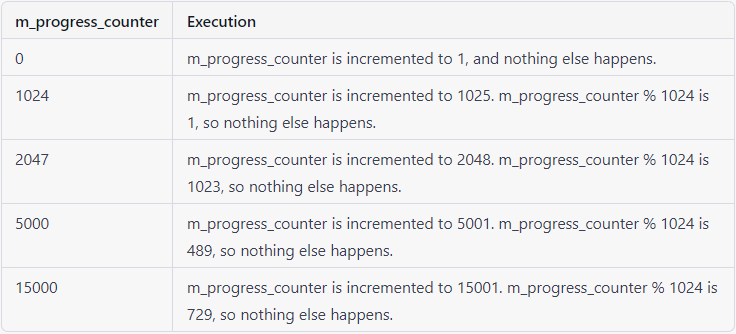 m_progress_counter Execution
0 m_progress_counter is incremented to 1, and nothing else happens.
1024 m_progress_counter is incremented to 1025. m_progress_counter % 1024 is
1, so nothing else happens.
2047 m_progress_counter is incremented to 2048. m_progress_counter % 1024 is
1023, so nothing else happens.
5000 m_progress_counter is incremented to 5001. m_progress_counter % 1024 is
489, so nothing else happens.
15000 m_progress_counter is incremented to 15001. m_progress_counter % 1024 is
729, so nothing else happens.